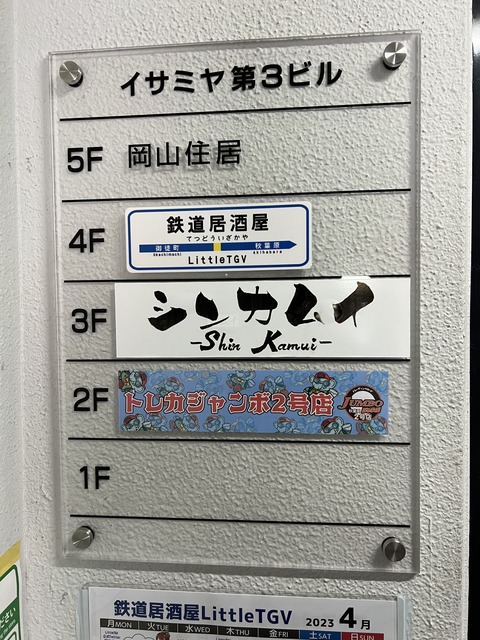 イサミヤ第3ビル
5F 岡山住居
4F 鉄道居酒屋
てつどういざかや
御徒町 秋葉原
Okachimachi Akihabara
LittleTGV
3F シンカムイ
-Shin Kamui-
2F トレカジャンボ2号店 JUMBO
1F
鉄道居酒屋LittleTGV 2023 4月
月MON 火TUE 水WED 木THU 金FRI 土SAT 日SUN
ださい